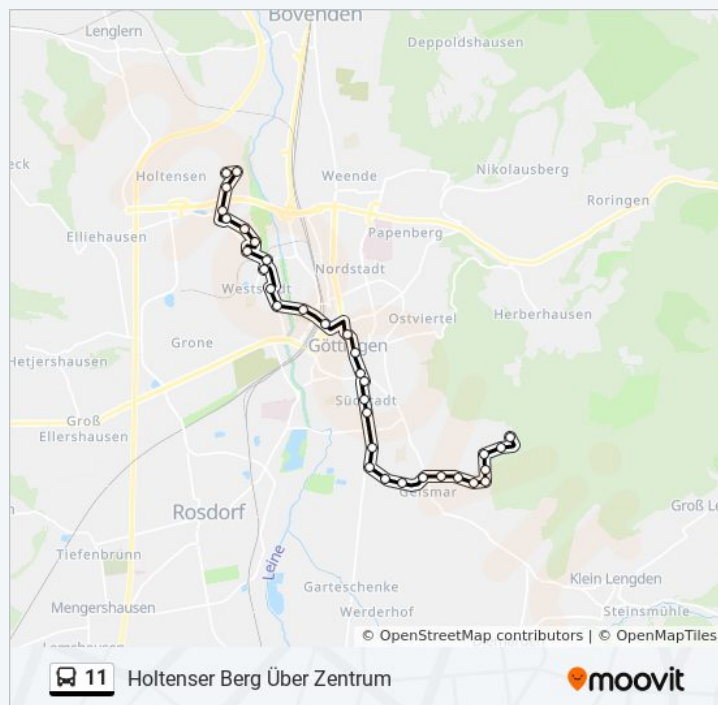 Bovenden
Lenglern
Deppoldshausen
eck
Holtensen
Weende
Nikolausberg
Roringen
Elliehausen
Papenberg
Nordstadt
Weststadt
Ostviertel
Herberhausen
Grone
Göttingen
Hetjershausen
Südstadt
Groß
Ellershausen
Geismar
Groß Le
Rosdorf
Leine
Tiefenbrünn
Klein Lengden
Garteschenke
Mengershausen
Werderhof
Steinsmühle
© OpenStreetMap contributors | © OpenMapTiles
11 Holtenser Berg Über Zentrum
moovit